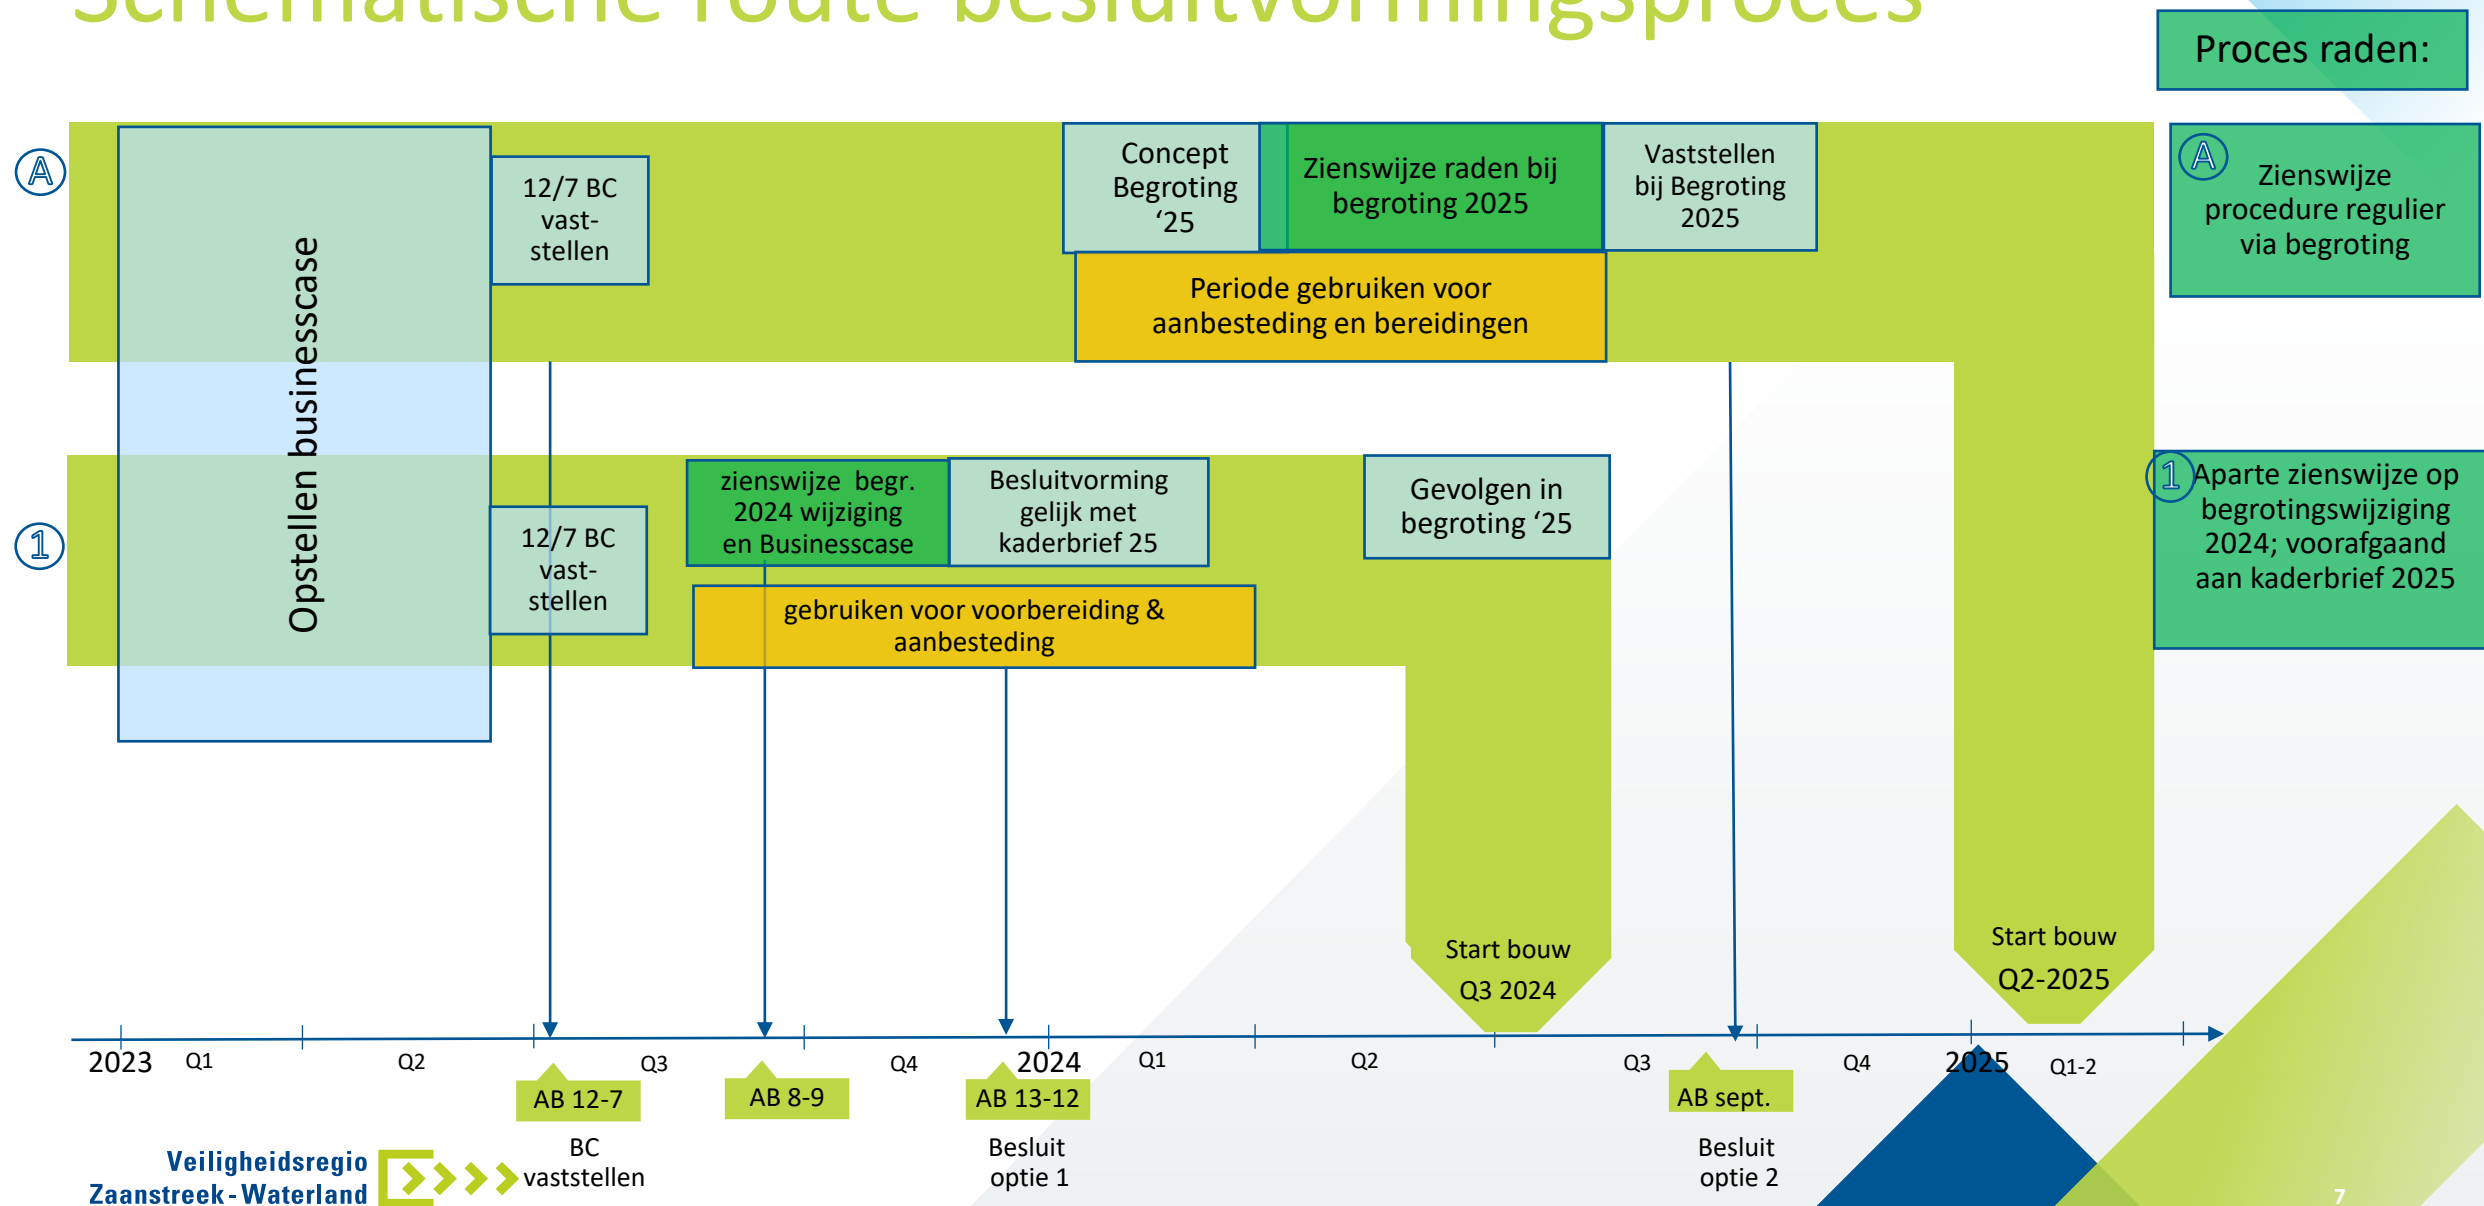 Schematische route besluitvormingsproces
Proces raden:
A
12/7 BC
vast-
stellen
Concept
Begroting
‘25
Zienswijze raden bij
begroting 2025
Vaststellen
bij Begroting
2025
A
Zienswijze
procedure regulier
via begroting
Periode gebruiken voor
aanbesteding en bereidingen
Opstellen businesscase
1
12/7 BC
vast-
stellen
zienswijze begr.
2024 wijziging
en Businesscase
Besluitvorming
gelijk met
kaderbrief 25
Gevolgen in
begroting ‘25
1
Aparte zienswijze op
begrotingswijziging
2024; voorafgaand
aan kaderbrief 2025
gebruiken voor voorbereiding &
aanbesteding
Start bouw
Q3 2024
Start bouw
Q2-2025
2023 Q1 Q2 Q3 Q4 2024 Q1 Q2 Q3 Q4 2025 Q1-2
AB 12-7
AB 8-9
AB 13-12
AB sept.
BC
vaststellen
Besluit
optie 1
Besluit
optie 2
Veiligheidsregio
Zaanstreek-Waterland
7